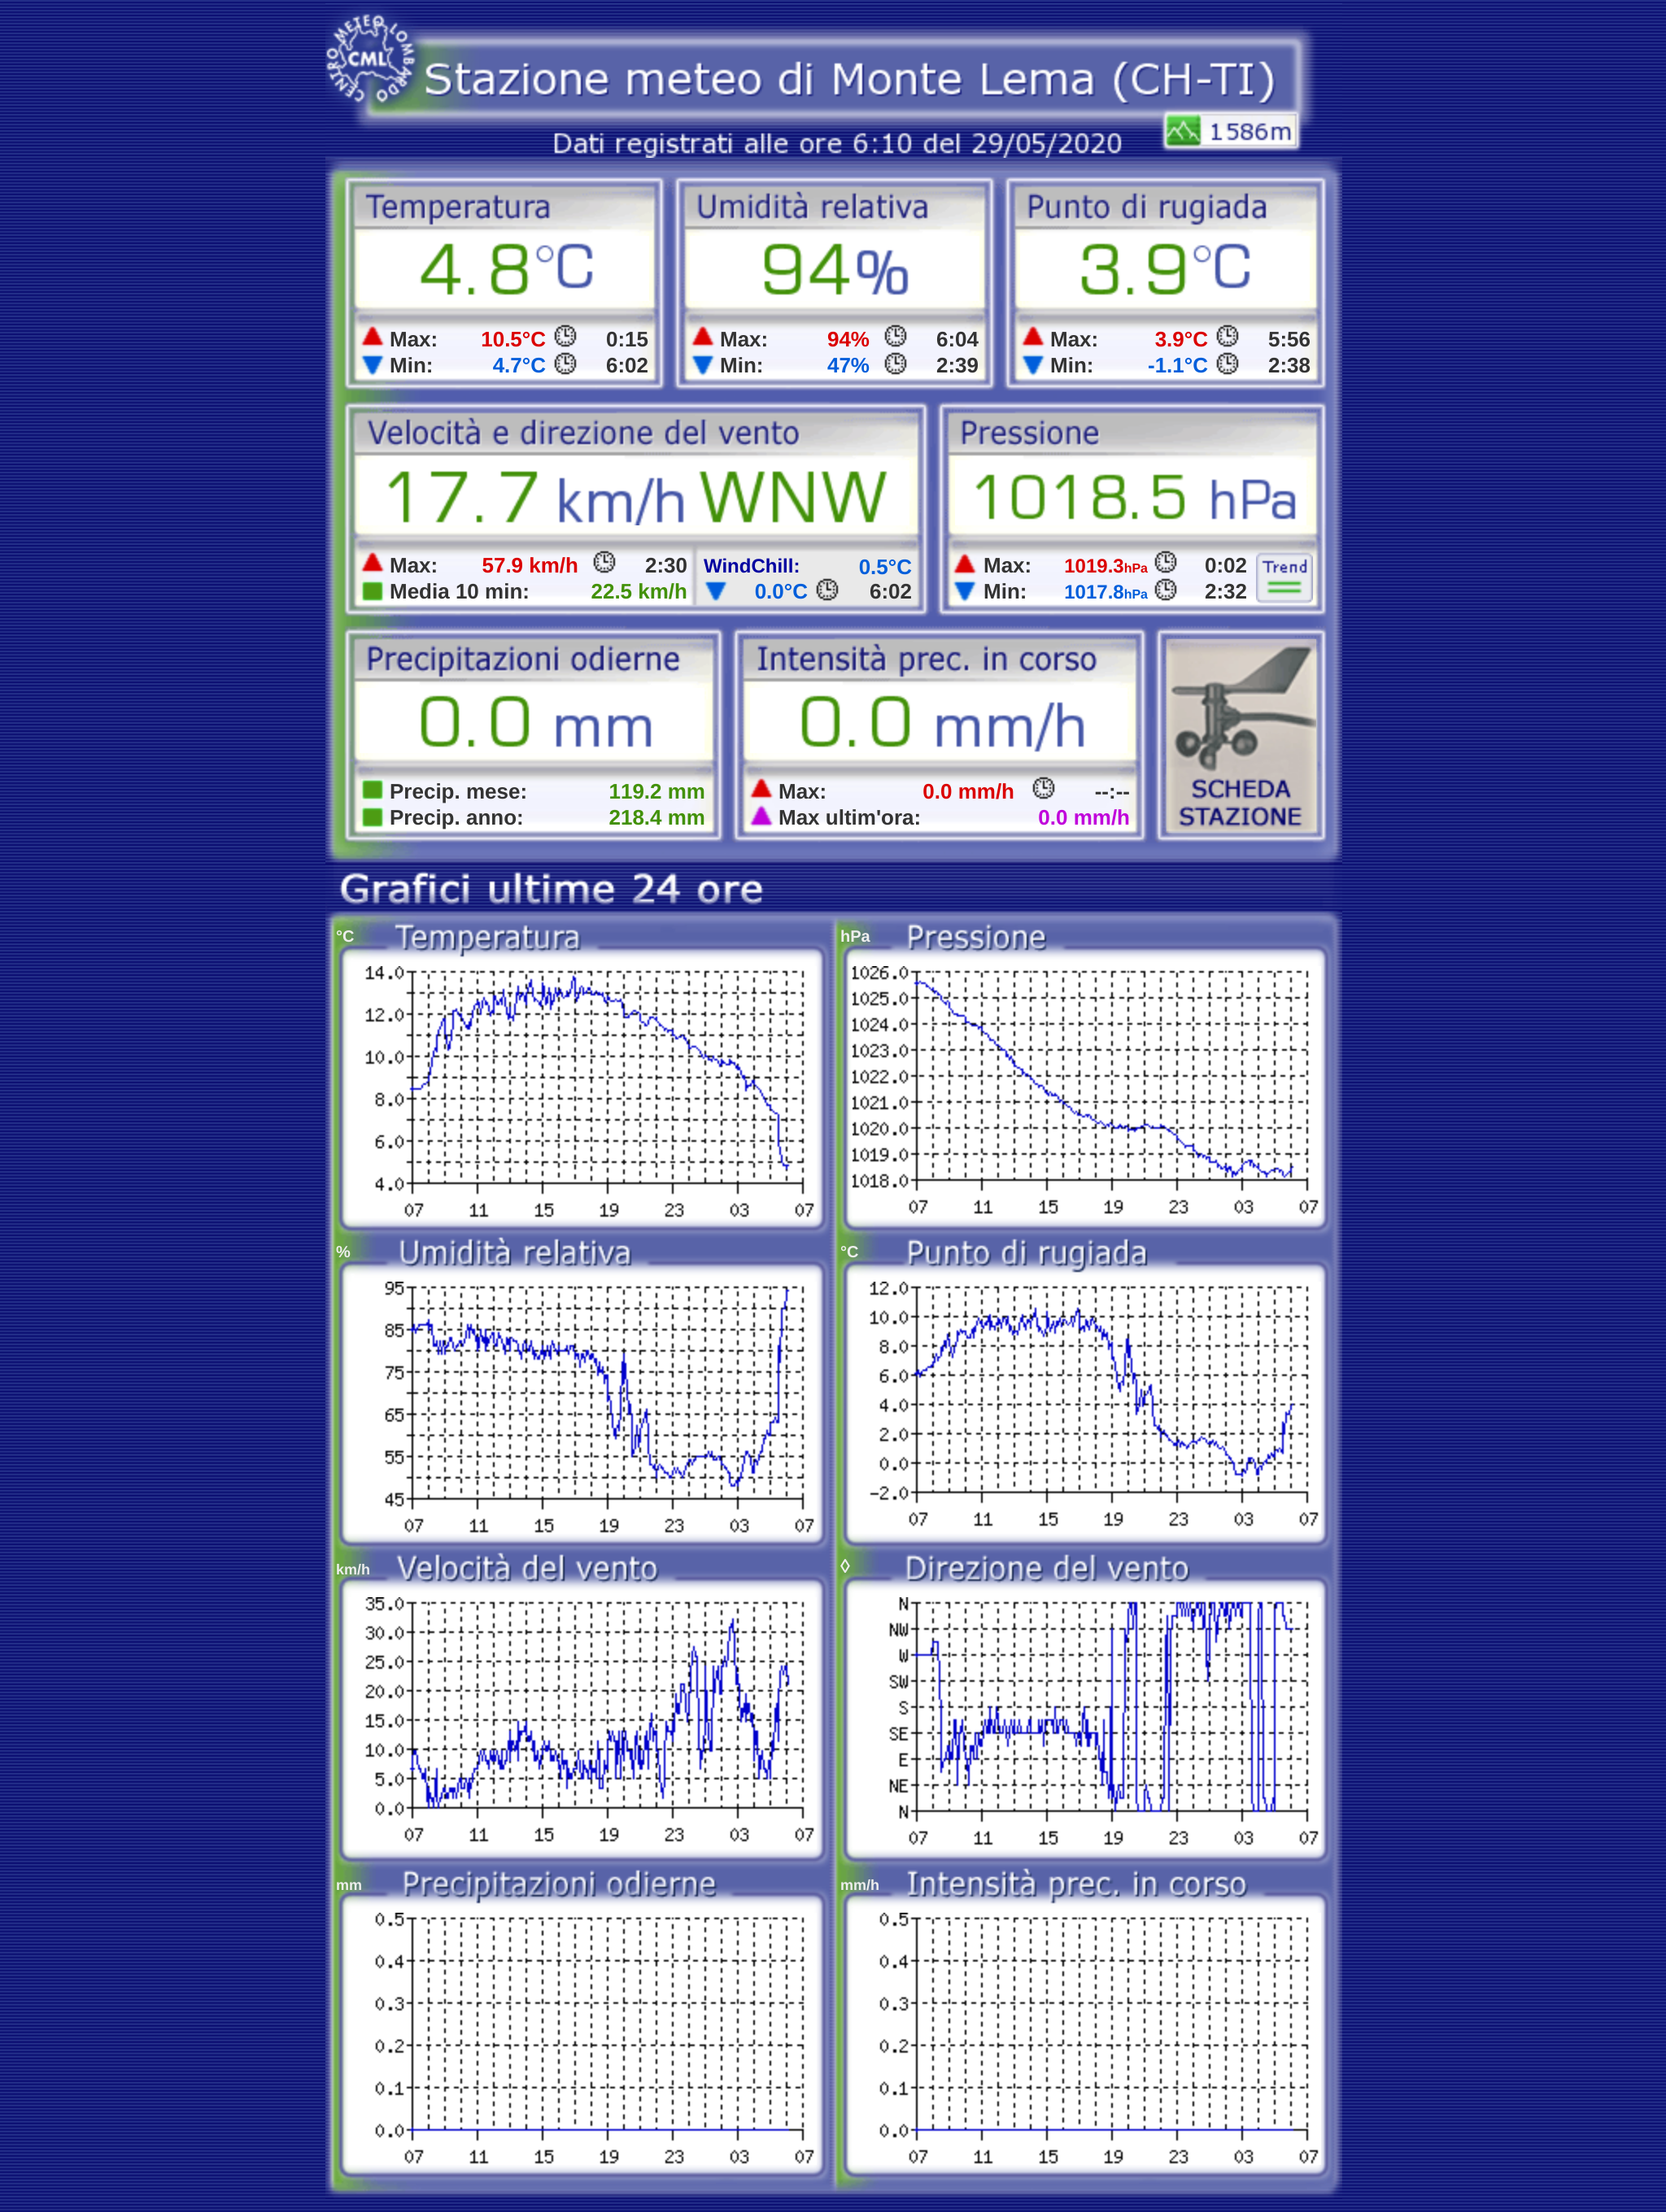 CENTRO METEO LOMBARDO
CML
Stazione meteo di Monte Lema (CH-TI)
Dati registrati alle ore 6:10 del 29/05/2020
1586m
Temperatura
4.8°C
Max: 10.5°C 0:15
Min: 4.7°C 6:02
Umidità relativa
94%
Max: 94% 6:04
Min: 47% 2:39
Punto di rugiada
3.9°C
Max: 3.9°C 5:56
Min: -1.1°C 2:38
Velocità e direzione del vento
17.7 km/h WNW
Max: 57.9 km/h 2:30
Media 10 min: 22.5 km/h
WindChill: 0.5°C
0.0°C 6:02
Pressione
1018.5 hPa
Max: 1019.3hPa 0:02
Min: 1017.8hPa 2:32
Trend
Precipitazioni odierne
0.0 mm
Precip. mese: 119.2 mm
Precip. anno: 218.4 mm
Intensità prec. in corso
0.0 mm/h
Max: 0.0 mm/h --:--
Max ultim'ora: 0.0 mm/h
SCHEDA
STAZIONE
Grafici ultime 24 ore
°C Temperatura
14.0
12.0
10.0
8.0
6.0
4.0
07 11 15 19 23 03 07
hPa Pressione
1026.0
1025.0
1024.0
1023.0
1022.0
1021.0
1020.0
1019.0
1018.0
07 11 15 19 23 03 07
% Umidità relativa
95
85
75
65
55
45
07 11 15 19 23 03 07
°C Punto di rugiada
12.0
10.0
8.0
6.0
4.0
2.0
0.0
-2.0
07 11 15 19 23 03 07
km/h Velocità del vento
35.0
30.0
25.0
20.0
15.0
10.0
5.0
0.0
07 11 15 19 23 03 07
◊ Direzione del vento
N
NW
W
SW
S
SE
E
NE
N
07 11 15 19 23 03 07
mm Precipitazioni odierne
0.5
0.4
0.3
0.2
0.1
0.0
07 11 15 19 23 03 07
mm/h Intensità prec. in corso
0.5
0.4
0.3
0.2
0.1
0.0
07 11 15 19 23 03 07